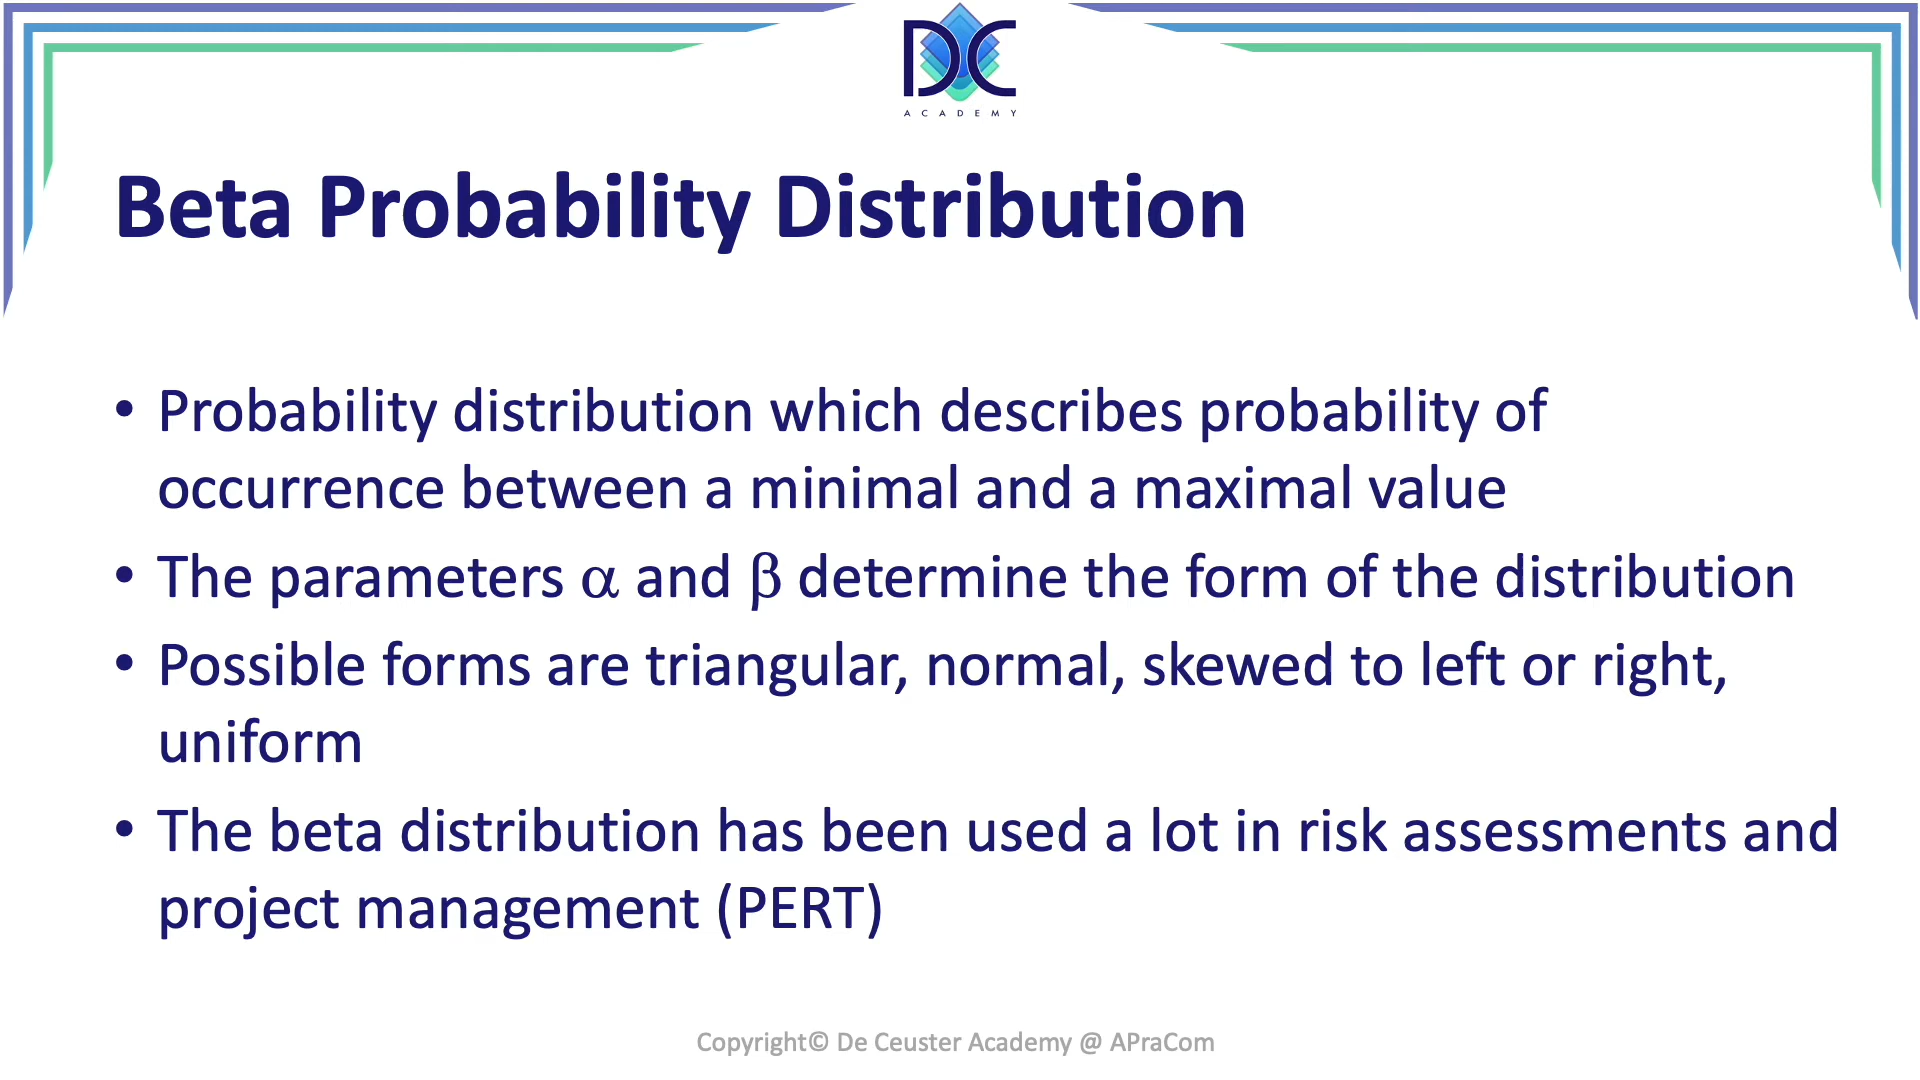 DC
ACADEMY
Beta Probability Distribution
• Probability distribution which describes probability of
occurrence between a minimal and a maximal value
• The parameters α and β determine the form of the distribution
• Possible forms are triangular, normal, skewed to left or right,
uniform
• The beta distribution has been used a lot in risk assessments and
project management (PERT)
Copyright© De Ceuster Academy @ APraCom